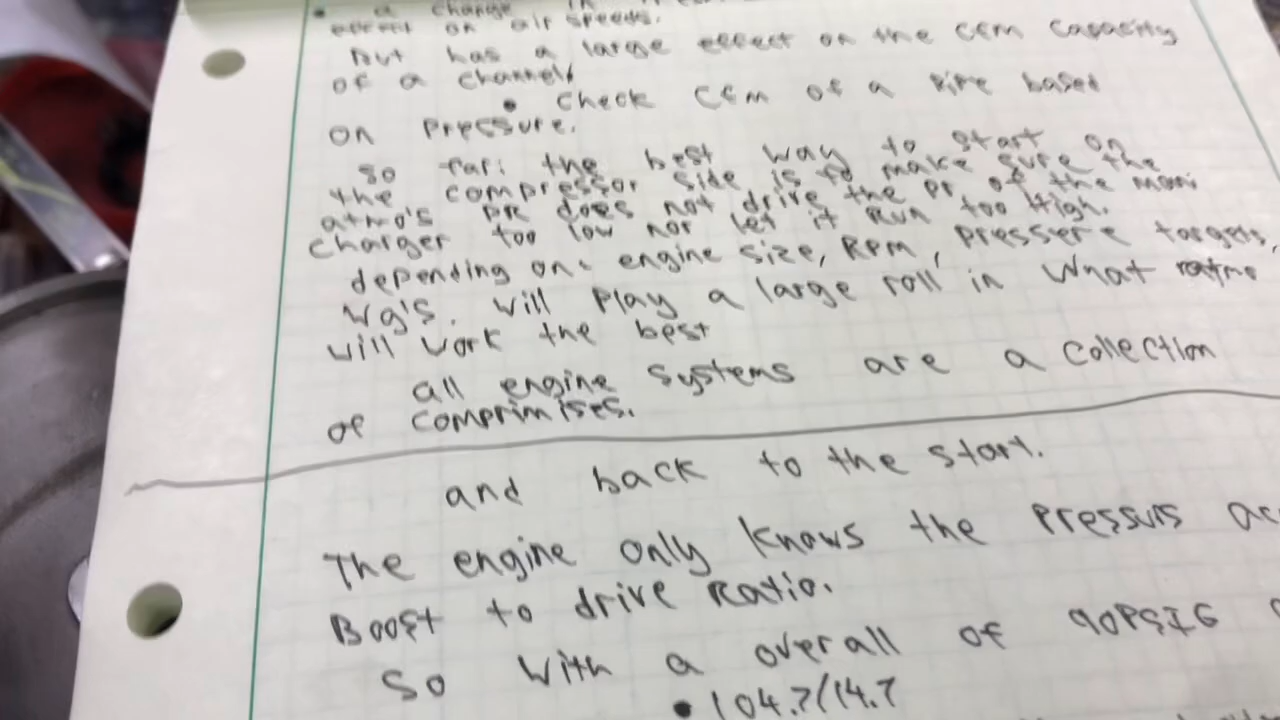 • a change in
effect on air speeds.
But has a large effect on the CFM Capacity
of a channel
• check CFM of a Pipe based
on Pressure.
So far: the best way to start on
the compressor side is to make sure the
atmo's PR does not drive the PR of the main
charger too low nor let it Run too high.
depending on: engine size, RPM, Pressure targets,
Wg's. Will Play a large roll in What
will work the best
all engine systems are a Collection
of comprimises.
and back to the start.
The engine only knows the Pressurs
Boost to drive Ratio.
So With a overall of 90PSIG
• 104.7/14.7